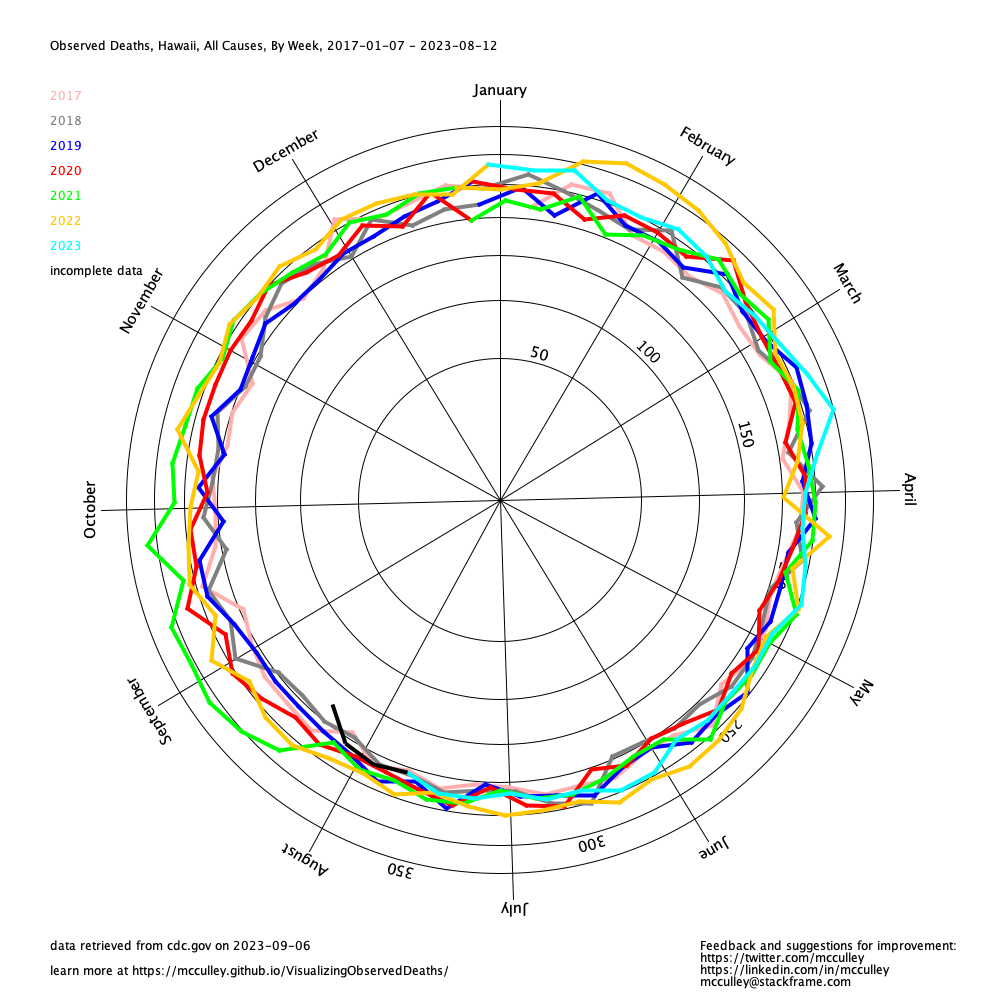 Observed Deaths, Hawaii, All Causes, By Week, 2017-01-07 - 2023-08-12
2017
2018
2019
2020
2021
2022
2023
incomplete data
January
February
March
April
May
June
July
August
September
October
November
December
50
100
150
250
300
350
data retrieved from cdc.gov on 2023-09-06
learn more at https://mcculley.github.io/VisualizingObservedDeaths/
Feedback and suggestions for improvement:
https://twitter.com/mcculley
https://linkedin.com/in/mcculley
mcculley@stackframe.com